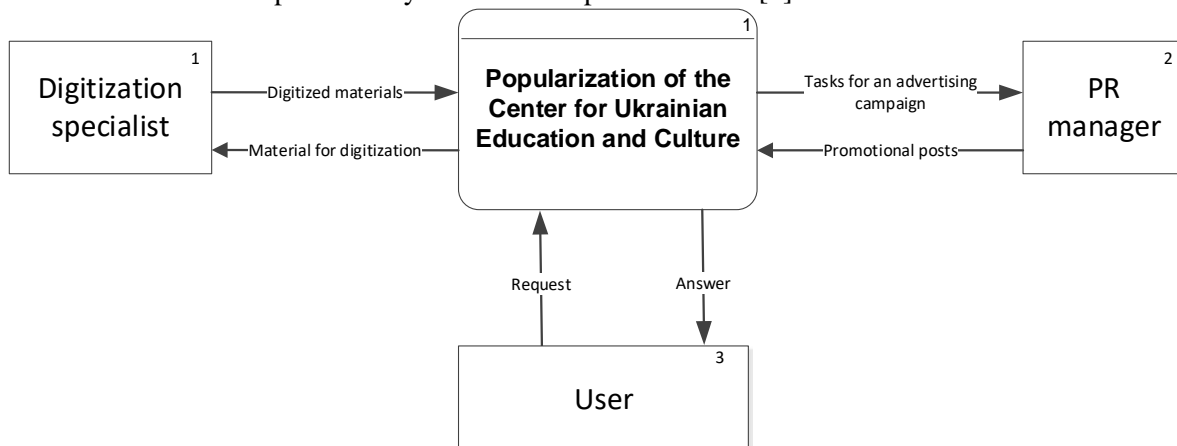 1
Digitization
specialist
Digitized materials
Material for digitization
1
Popularization of the
Center for Ukrainian
Education and Culture
Tasks for an advertising
campaign
Promotional posts
2
PR
manager
Request
Answer
3
User